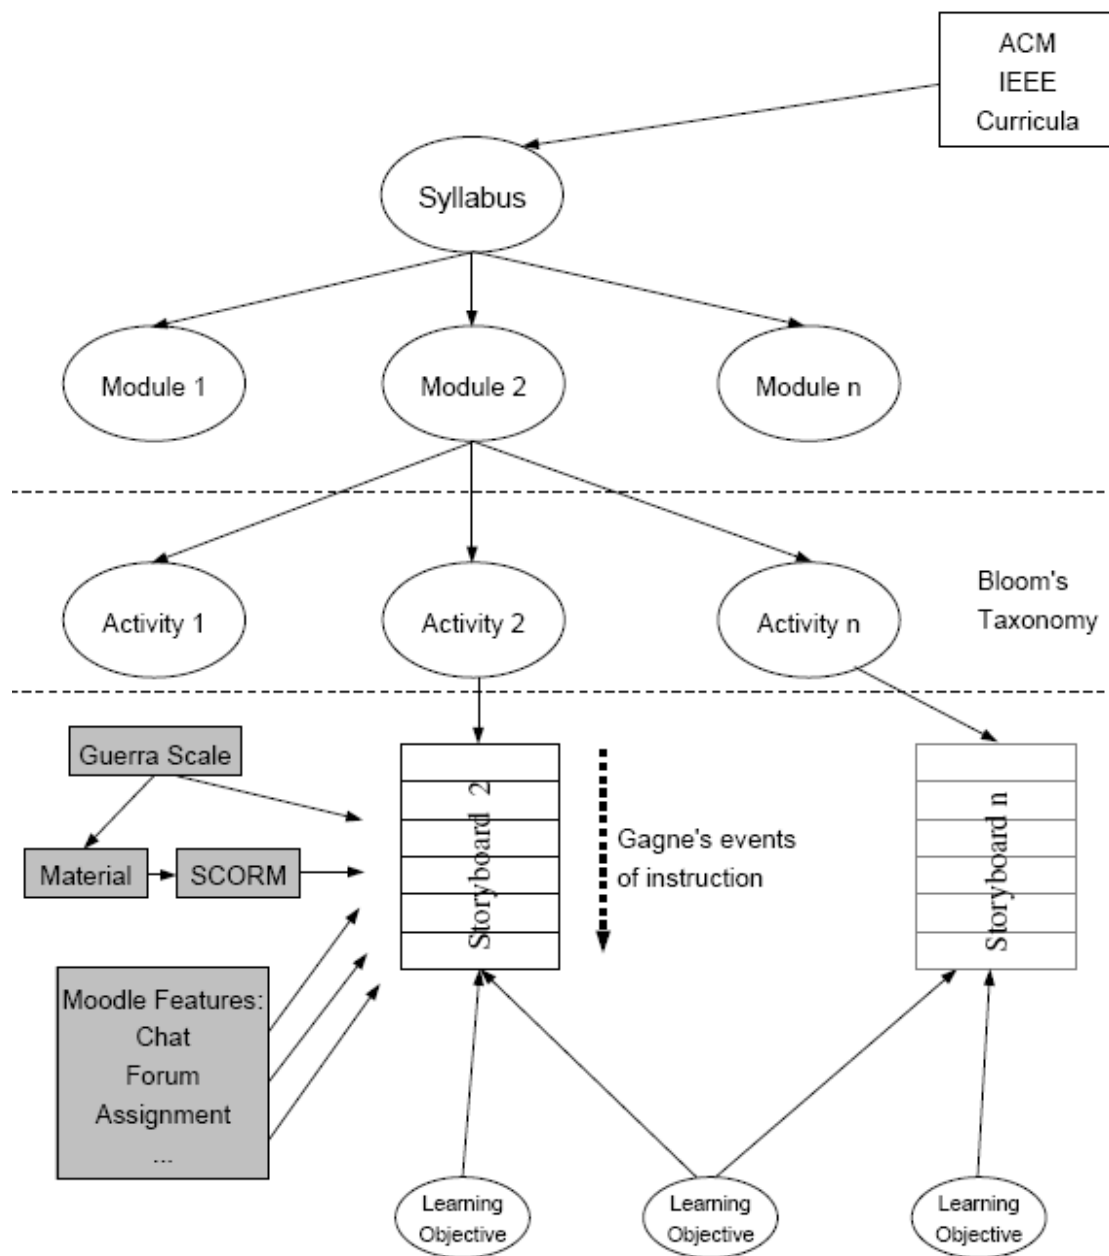 ACM
IEEE
Curricula
Syllabus
Module 1
Module 2
Module n
Activity 1
Activity 2
Activity n
Bloom's
Taxonomy
Guerra Scale
Material
SCORM
Storyboard 2
Gagne's events
of instruction
Storyboard n
Moodle Features:
Chat
Forum
Assignment
...
Learning
Objective
Learning
Objective
Learning
Objective